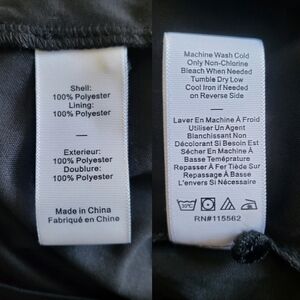 Shell:
100% Polyester
Lining:
100% Polyester
—
Exterieur:
100% Polyester
Doublure:
100% Polyester
Made in China
Fabriqué en Chine
Machine Wash Cold
Only Non-Chlorine
Bleach When Needed
Tumble Dry Low
Cool Iron if Needed
on Reverse Side
—
Laver En Machine À Froid
Utiliser Un Agent
Blanchissant Non
Décolorant Si Besoin Est
Sécher En Machine À
Basse Température
Repasser À Fer Tiède Sur
Repassage À Basse
L'envers Si Nécessaire
30°C
RN#115562